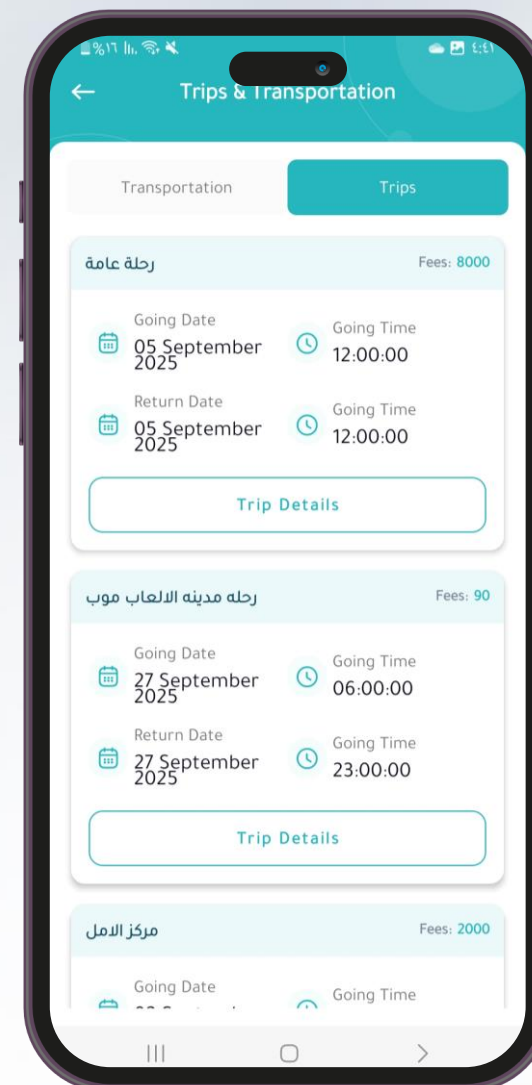 %١٦
٤:٤١
Trips & Transportation
Transportation
Trips
رحلة عامة
Fees: 8000
Going Date
Going Time
05 September
2025
12:00:00
Return Date
Going Time
05 September
2025
12:00:00
Trip Details
رحله مدينه الالعاب موب
Fees: 90
Going Date
Going Time
27 September
2025
06:00:00
Return Date
Going Time
27 September
2025
23:00:00
Trip Details
مركز الامل
Fees: 2000
Going Date
Going Time